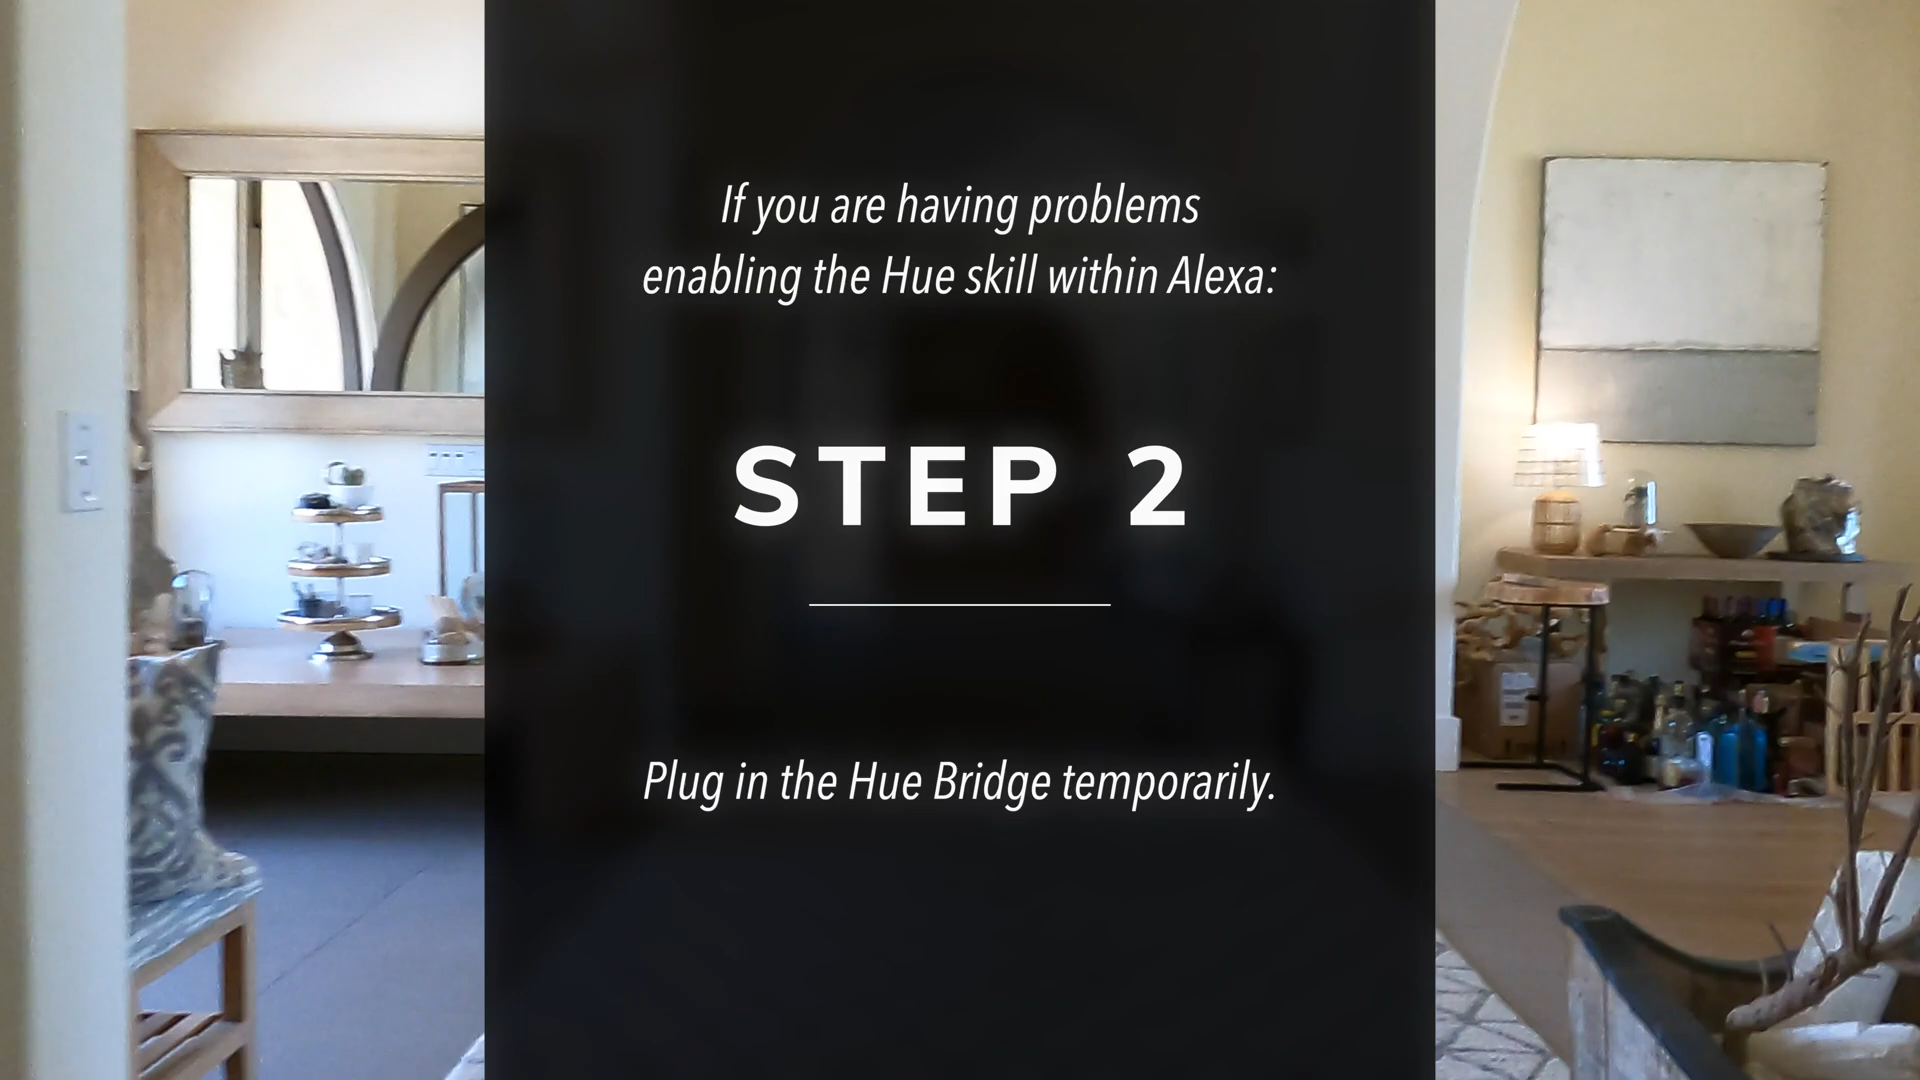 If you are having problems
enabling the Hue skill within Alexa:
STEP 2
Plug in the Hue Bridge temporarily.